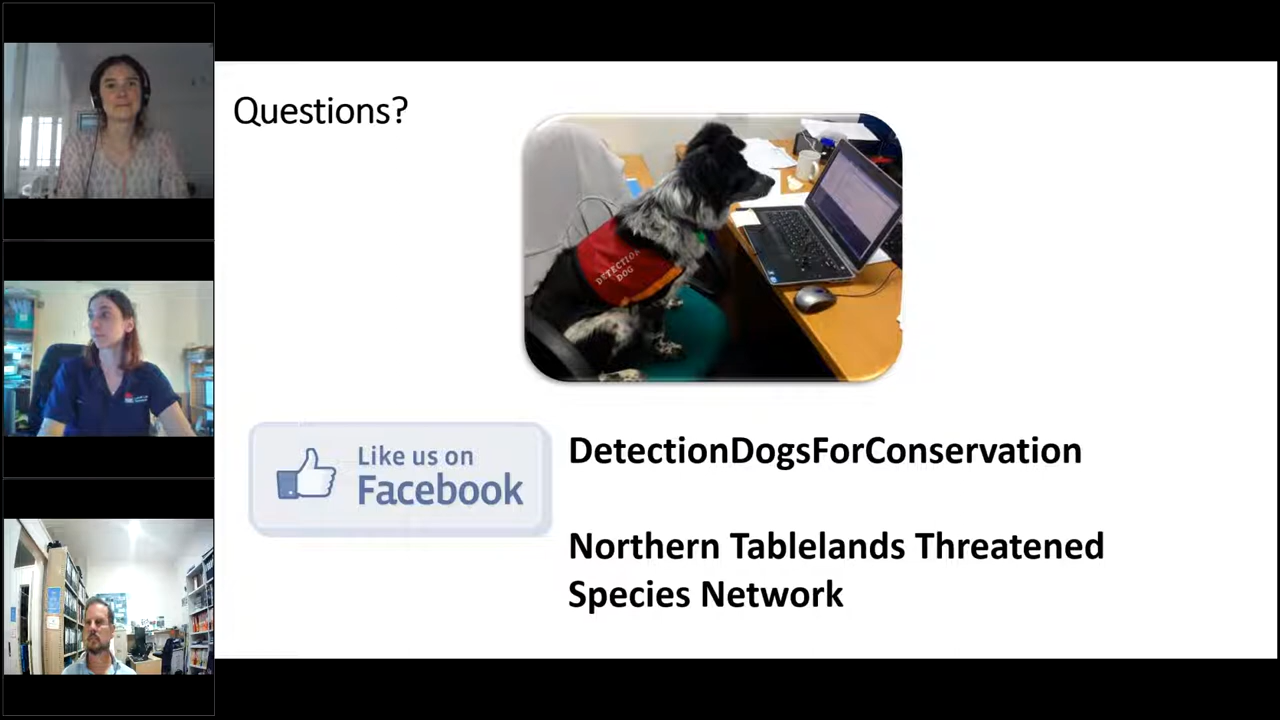 Questions?
DETECTION
DOG
Like us on
Facebook
DetectionDogsForConservation
Northern Tablelands Threatened
Species Network